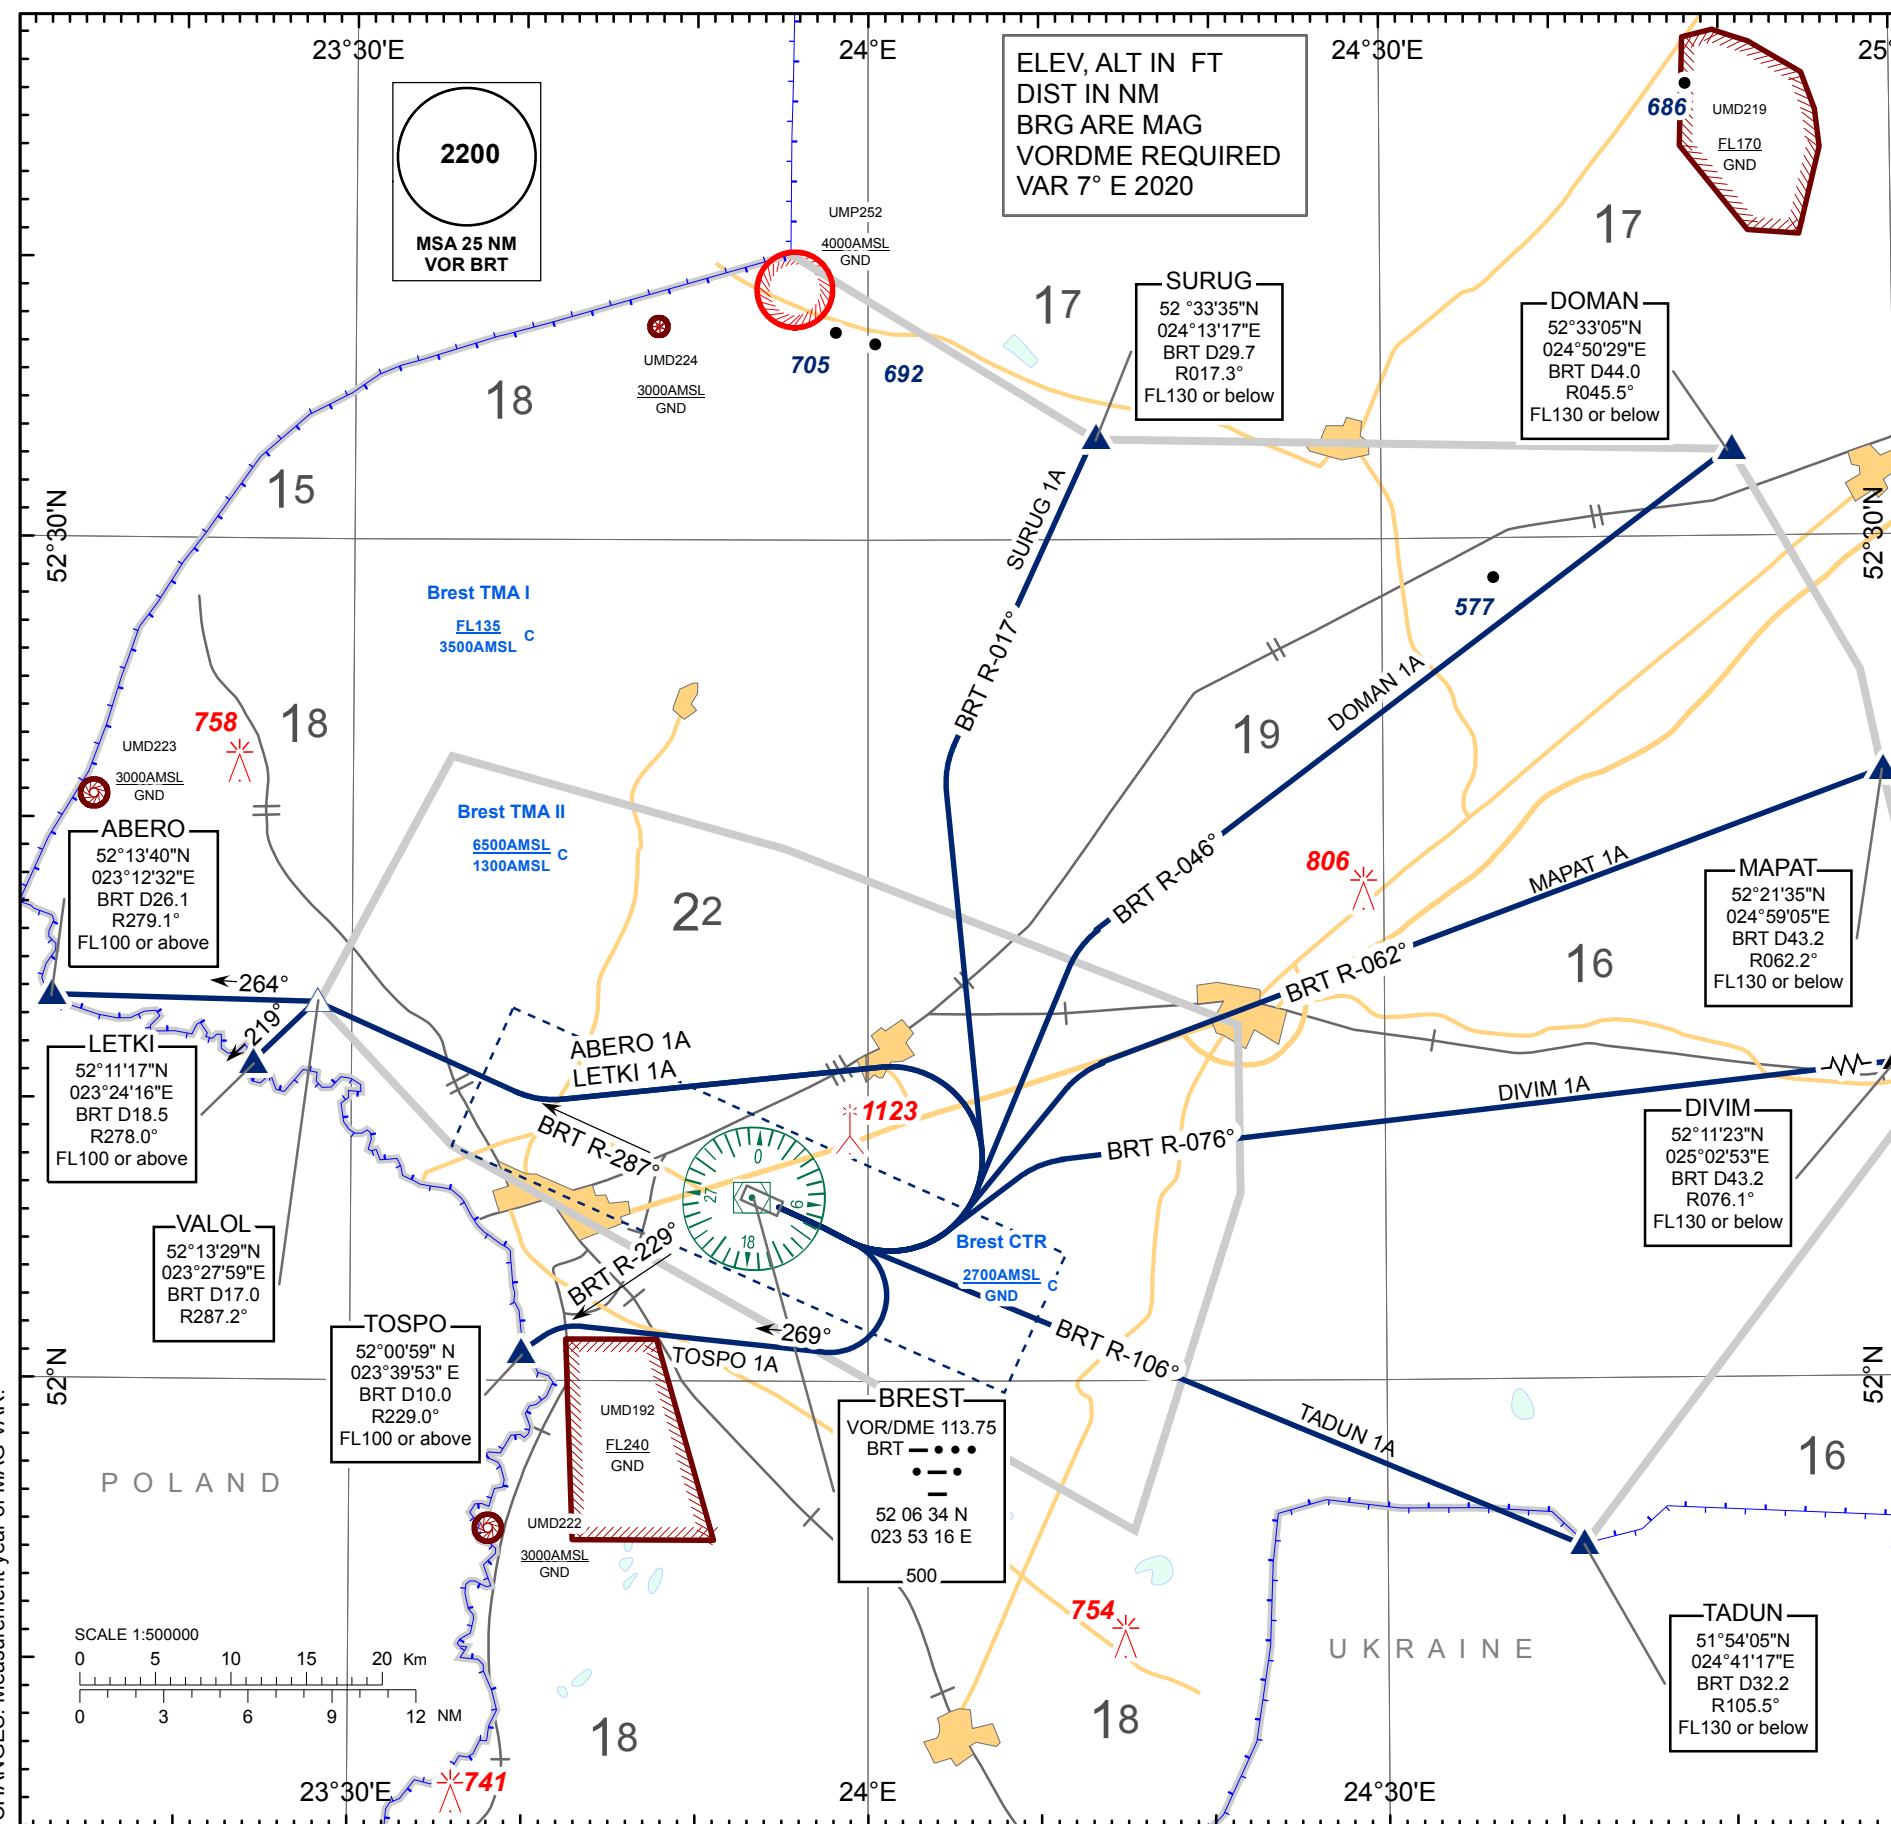 23°30'E
24°E
24°30'E
25°
2200
MSA 25 NM
VOR BRT
ELEV, ALT IN FT
DIST IN NM
BRG ARE MAG
VORDME REQUIRED
VAR 7° E 2020
686
UMD219
FL170
GND
17
UMP252
4000AMSL
GND
17
SURUG
52 °33'35"N
024°13'17"E
BRT D29.7
R017.3°
FL130 or below
DOMAN
52°33'05"N
024°50'29"E
BRT D44.0
R045.5°
FL130 or below
UMD224
3000AMSL
GND
705
692
18
15
52°30'N
52°30'N
SURUG 1A
BRT R-017°
577
Brest TMA I
FL135
3500AMSL
C
DOMAN 1A
BRT R-046°
19
758
18
UMD223
3000AMSL
GND
ABERO
52°13'40"N
023°12'32"E
BRT D26.1
R279.1°
FL100 or above
Brest TMA II
6500AMSL
1300AMSL
C
22
806
MAPAT 1A
BRT R-062°
16
MAPAT
52°21'35"N
024°59'05"E
BRT D43.2
R062.2°
FL130 or below
264°
219°
LETKI
52°11'17"N
023°24'16"E
BRT D18.5
R278.0°
FL100 or above
ABERO 1A
LETKI 1A
BRT R-287°
1123
DIVIM 1A
BRT R-076°
DIVIM
52°11'23"N
025°02'53"E
BRT D43.2
R076.1°
FL130 or below
0
27
9
18
VALOL
52°13'29"N
023°27'59"E
BRT D17.0
R287.2°
BRT R-229°
Brest CTR
2700AMSL
GND
C
TOSPO
52°00'59" N
023°39'53" E
BRT D10.0
R229.0°
FL100 or above
269°
TOSPO 1A
BRT R-106°
52°N
52°N
BREST
VOR/DME 113.75
BRT
52 06 34 N
023 53 16 E
500
UMD192
FL240
GND
TADUN 1A
16
POLAND
UMD222
3000AMSL
GND
754
UKRAINE
TADUN
51°54'05"N
024°41'17"E
BRT D32.2
R105.5°
FL130 or below
SCALE 1:500000
0 5 10 15 20 Km
0 3 6 9 12 NM
18
18
741
23°30'E
24°E
24°30'E
CHANGES: Measurement year of MAG VAR.